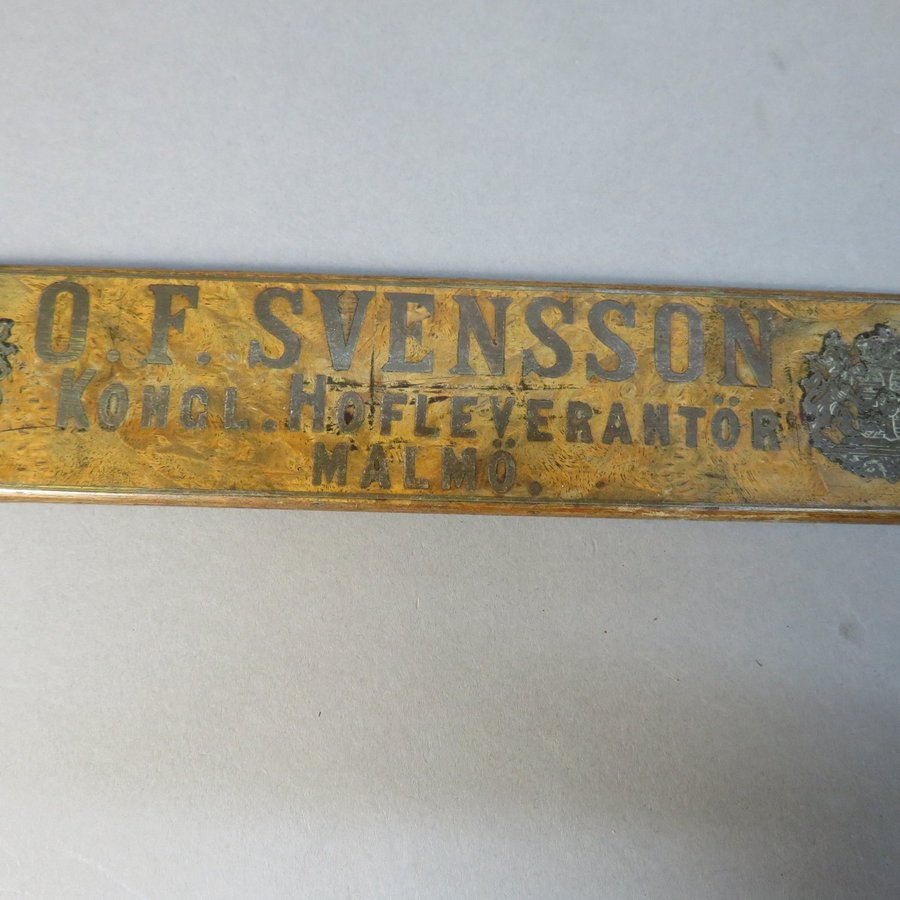 O. F. SVENSSON
KONGL. HOFLEVERANTÖR
MALMÖ.